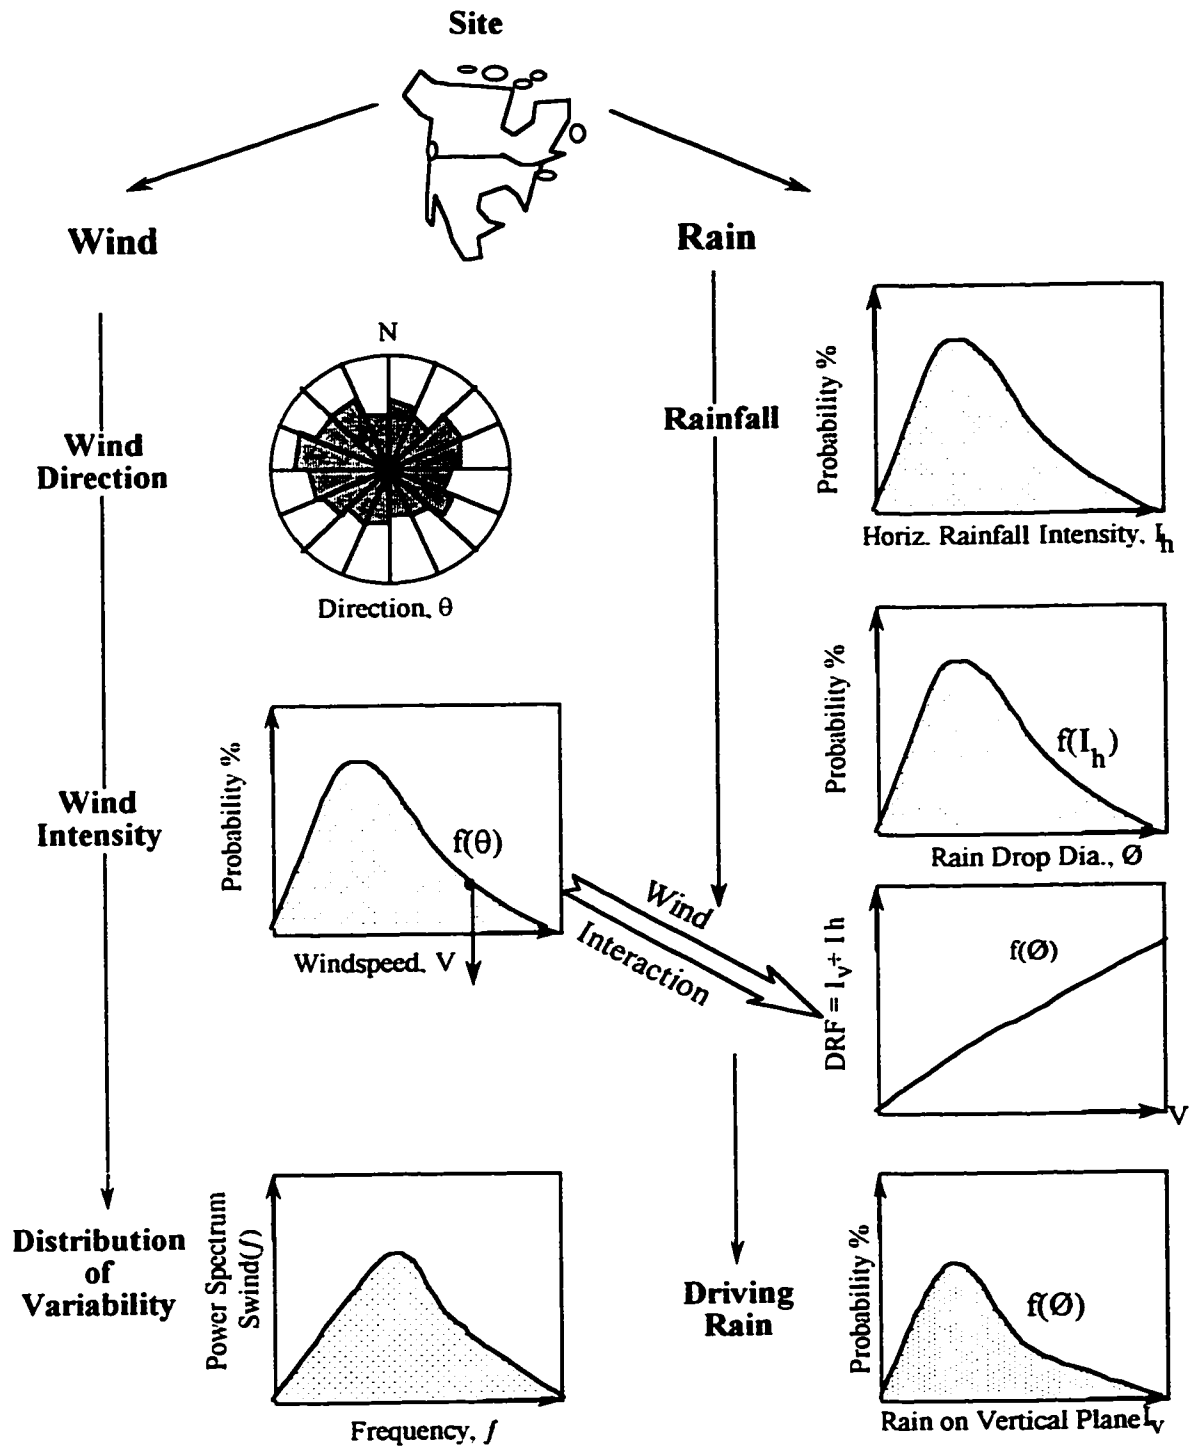 Site
Wind
Rain
N
Wind
Direction
Direction, θ
Rainfall
Probability %
Horiz. Rainfall Intensity, Ih
Probability %
f(Ih)
Rain Drop Dia., Ø
Wind
Intensity
Probability %
f(θ)
Windspeed, V
Wind
Interaction
DRF = Iv ÷ Ih
f(Ø)
V
Distribution
of
Variability
Power Spectrum
Swind(f)
Frequency, f
Driving
Rain
Probability %
f(Ø)
Rain on Vertical Plane Iv